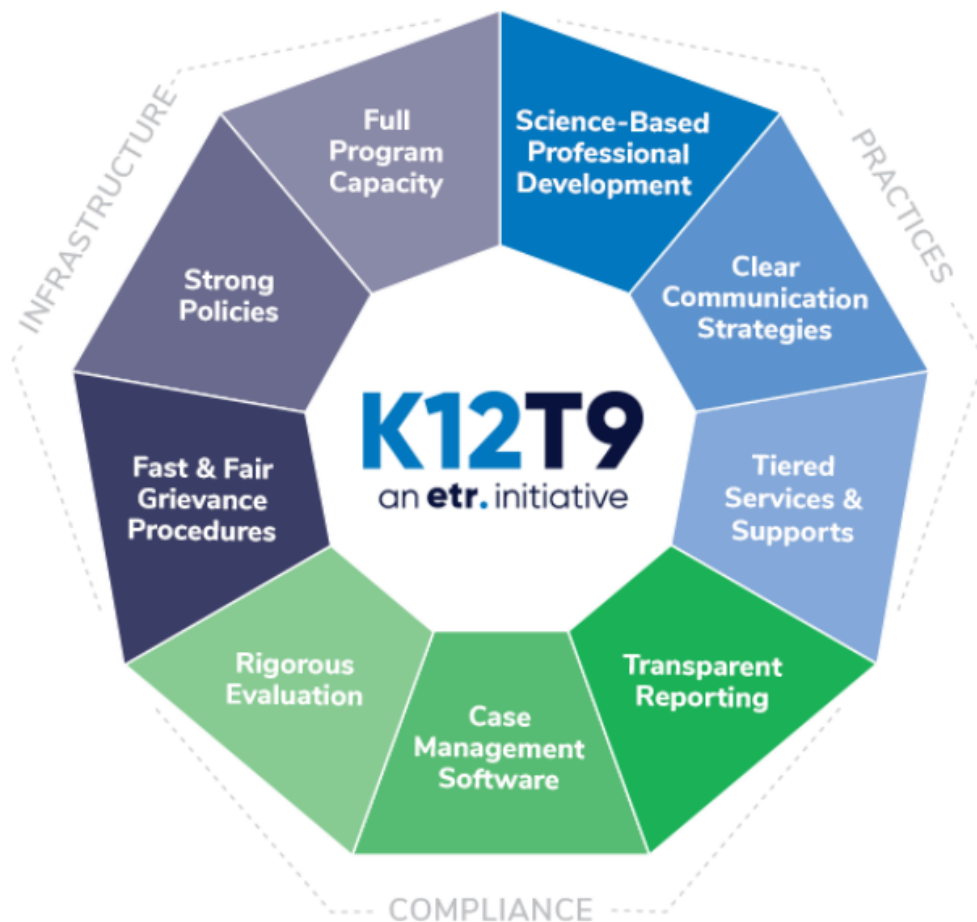 INFRASTRUCTURE
PRACTICES
COMPLIANCE
Full
Program
Capacity
Science-Based
Professional
Development
Strong
Policies
Clear
Communication
Strategies
Fast & Fair
Grievance
Procedures
K12T9
an etr. initiative
Tiered
Services &
Supports
Rigorous
Evaluation
Case
Management
Software
Transparent
Reporting